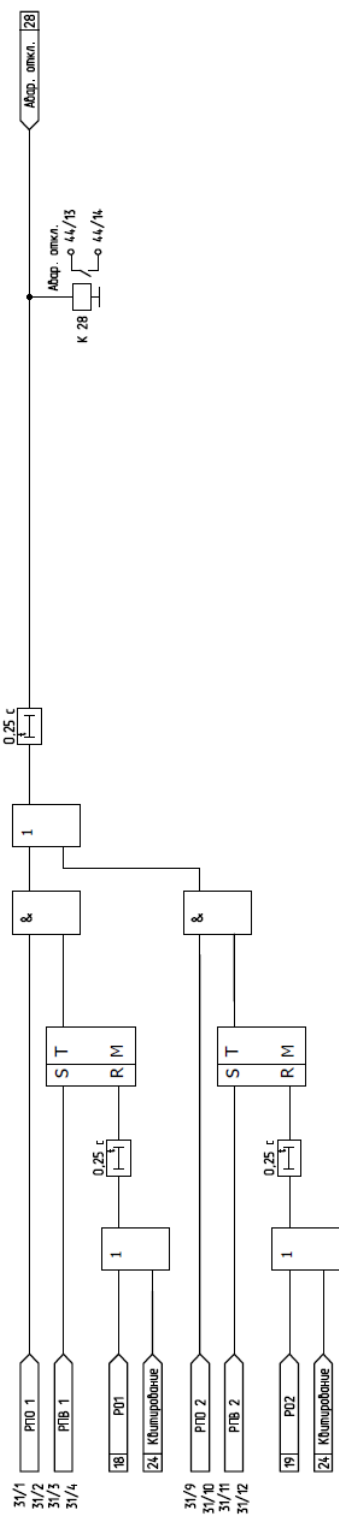 31/1
31/2
РПО 1
31/3
31/4
РПВ 1
18 РО1
24 Квитирование
1
0,25 с
t
S T
R M
&
1
0,25 с
t
К 28
Авар. откл.
44/13
44/14
Авар. откл. 28
31/9
31/10
РПО 2
31/11
31/12
РПВ 2
19 РО2
24 Квитирование
1
0,25 с
t
S T
R M
&